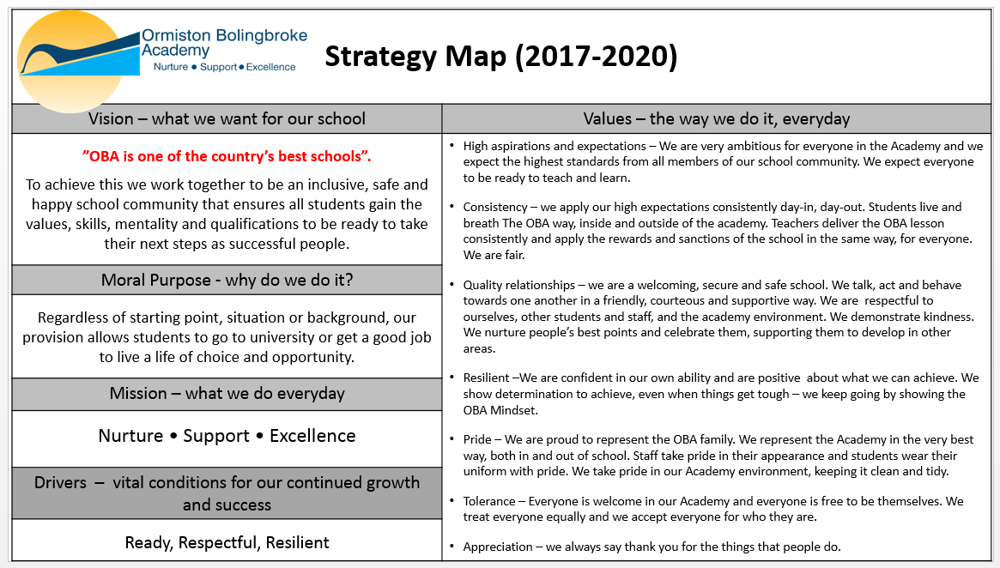 Ormiston Bolingbroke
Academy
Nurture • Support • Excellence
Strategy Map (2017-2020)
Vision – what we want for our school
”OBA is one of the country’s best schools”.
To achieve this we work together to be an inclusive, safe and
happy school community that ensures all students gain the
values, skills, mentality and qualifications to be ready to take
their next steps as successful people.
Moral Purpose - why do we do it?
Regardless of starting point, situation or background, our
provision allows students to go to university or get a good job
to live a life of choice and opportunity.
Mission – what we do everyday
Nurture • Support • Excellence
Drivers – vital conditions for our continued growth
and success
Ready, Respectful, Resilient
Values – the way we do it, everyday
• High aspirations and expectations – We are very ambitious for everyone in the Academy and we
expect the highest standards from all members of our school community. We expect everyone
to be ready to teach and learn.
• Consistency – we apply our high expectations consistently day-in, day-out. Students live and
breath The OBA way, inside and outside of the academy. Teachers deliver the OBA lesson
consistently and apply the rewards and sanctions of the school in the same way, for everyone.
We are fair.
• Quality relationships – we are a welcoming, secure and safe school. We talk, act and behave
towards one another in a friendly, courteous and supportive way. We are respectful to
ourselves, other students and staff, and the academy environment. We demonstrate kindness.
We nurture people’s best points and celebrate them, supporting them to develop in other
areas.
• Resilient –We are confident in our own ability and are positive about what we can achieve. We
show determination to achieve, even when things get tough – we keep going by showing the
OBA Mindset.
• Pride – We are proud to represent the OBA family. We represent the Academy in the very best
way, both in and out of school. Staff take pride in their appearance and students wear their
uniform with pride. We take pride in our Academy environment, keeping it clean and tidy.
• Tolerance – Everyone is welcome in our Academy and everyone is free to be themselves. We
treat everyone equally and we accept everyone for who they are.
• Appreciation – we always say thank you for the things that people do.